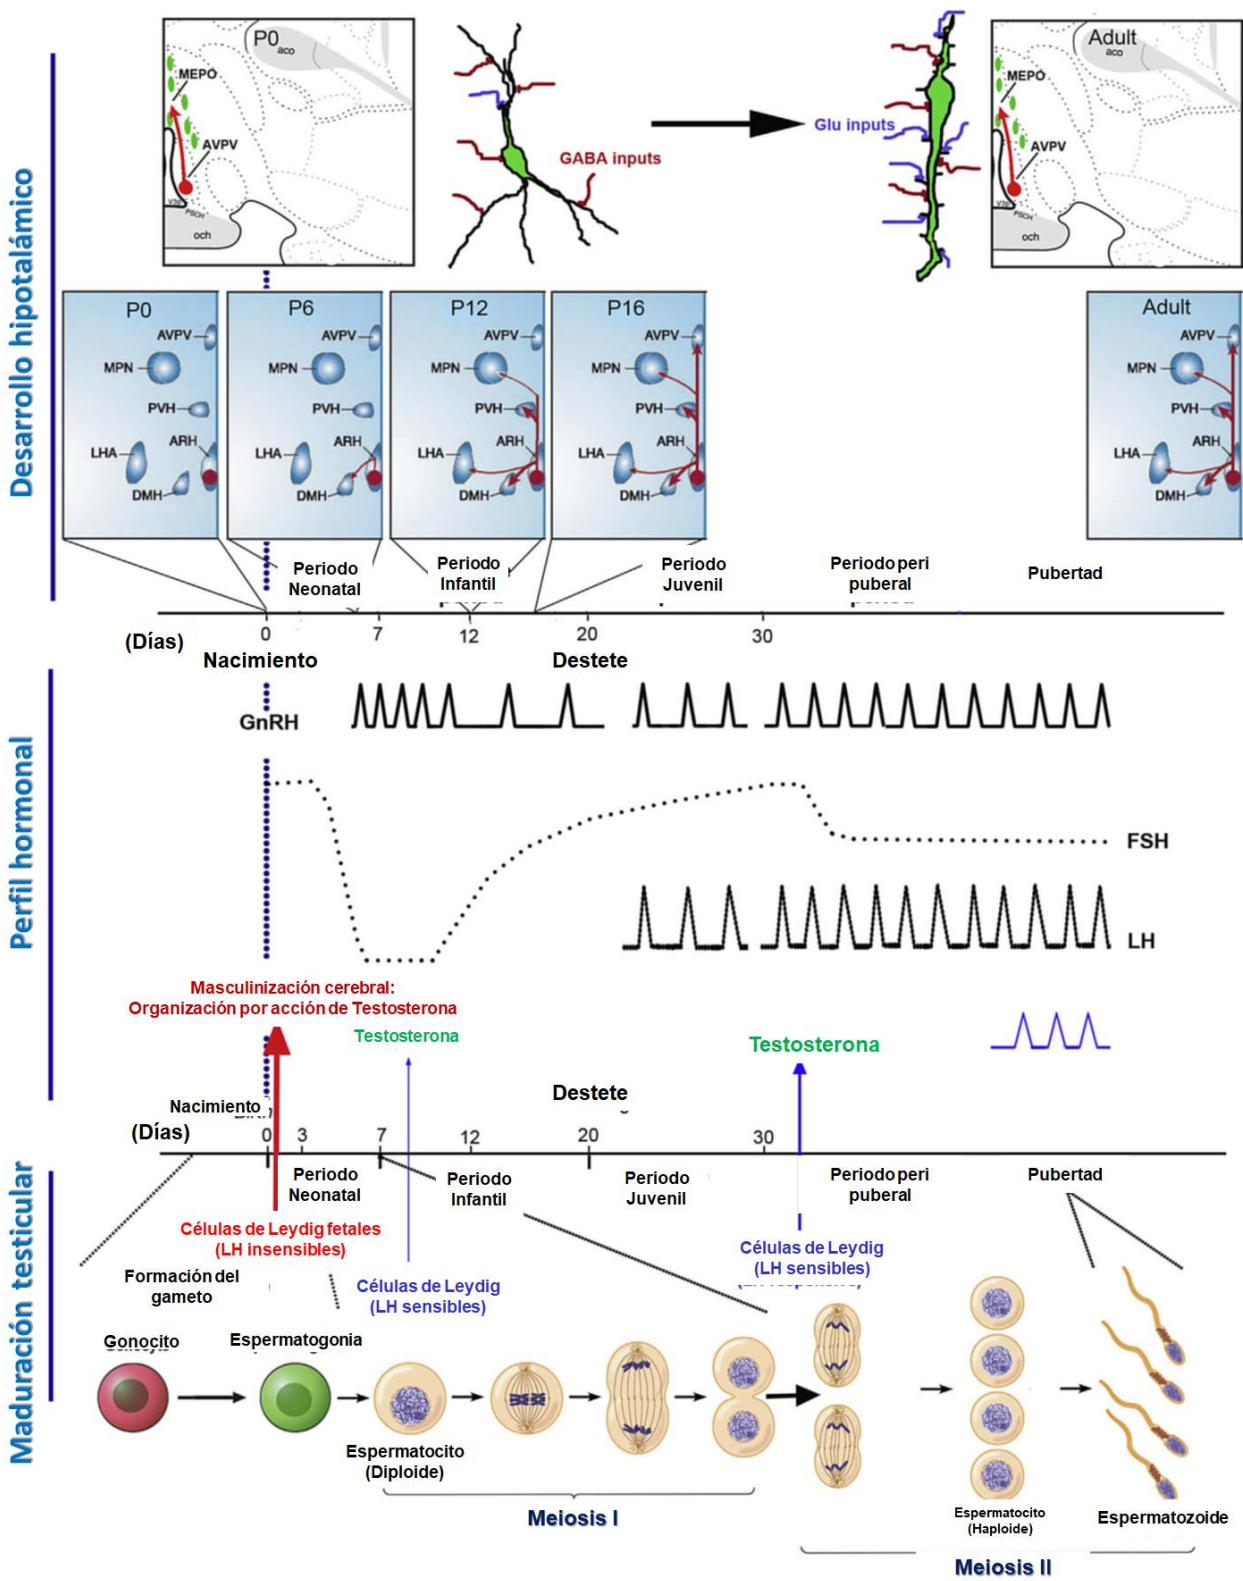 Desarrollo hipotalámico
P0
aco
MEPO
AVPV
V3p
PSCH
och
GABA inputs
Glu inputs
Adult
aco
MEPO
AVPV
V3p
PSCH
och
P0
AVPV
MPN
PVH
ARH
LHA
DMH
P6
AVPV
MPN
PVH
ARH
LHA
DMH
P12
AVPV
MPN
PVH
ARH
LHA
DMH
P16
AVPV
MPN
PVH
ARH
LHA
DMH
Adult
AVPV
MPN
PVH
ARH
LHA
DMH
Periodo
Neonatal
Periodo
Infantil
Periodo
Juvenil
Periodo peri
puberal
Pubertad
(Días)
0
7
12
20
30
Nacimiento
Destete
Perfil hormonal
GnRH
FSH
LH
Masculinización cerebral:
Organización por acción de Testosterona
Testosterona
Testosterona
Nacimiento
Destete
(Días)
0
3
7
12
20
30
Maduración testicular
Periodo
Neonatal
Periodo
Infantil
Periodo
Juvenil
Periodo peri
puberal
Pubertad
Células de Leydig fetales
(LH insensibles)
Células de Leydig
(LH sensibles)
Células de Leydig
(LH sensibles)
Formación del
gameto
Gonocito
Espermatogonia
Espermatocito
(Diploide)
Meiosis I
Espermatocito
(Haploide)
Espermatozoide
Meiosis II